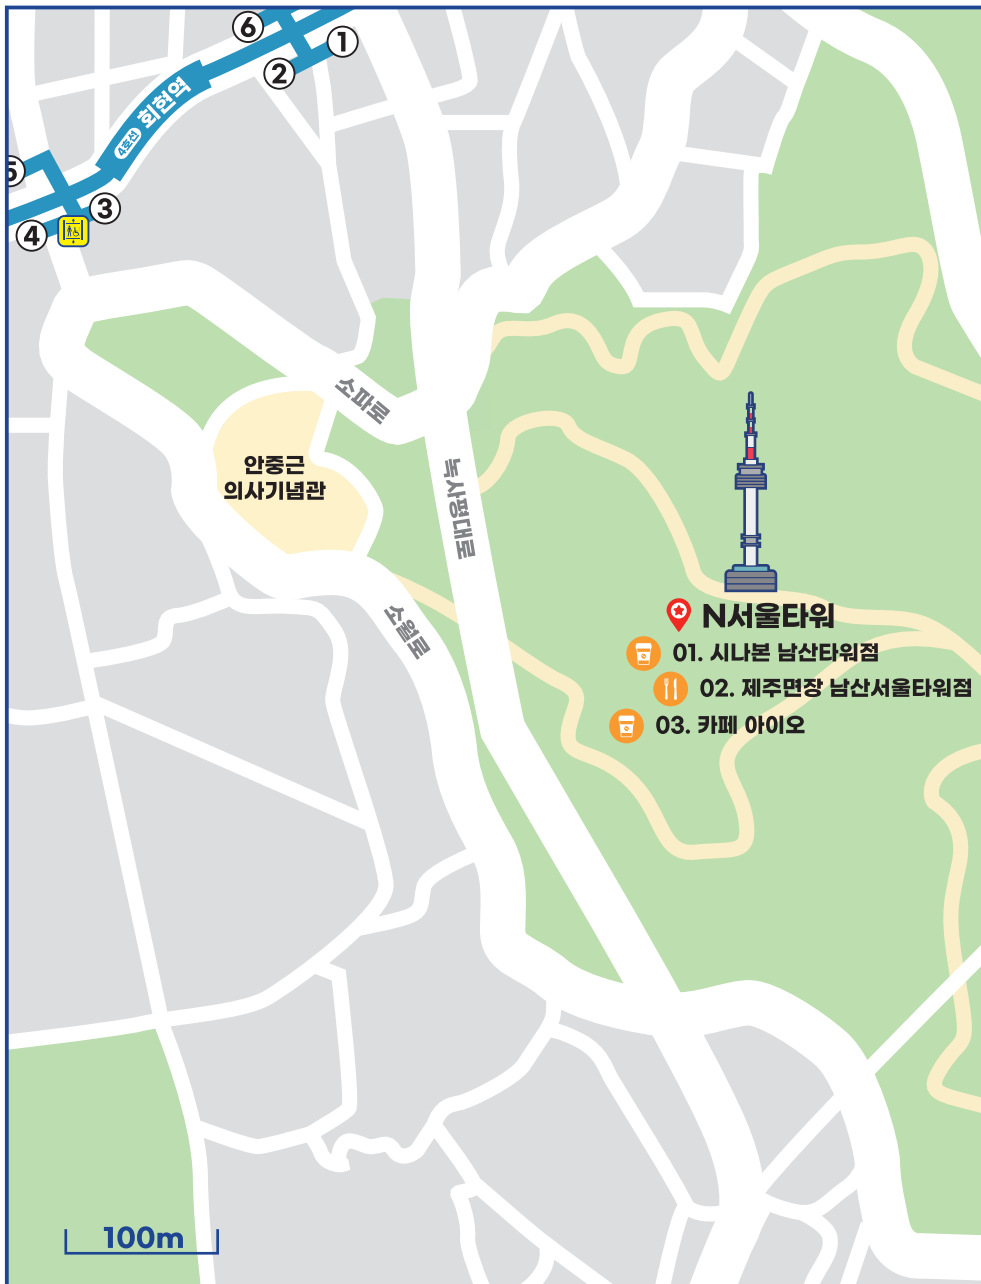 6
1
2
4호선 회현역
5
3
4
소파로
안중근
의사기념관
녹사평대로
소월로
N서울타워
01. 시나본 남산타워점
02. 제주면장 남산서울타워점
03. 카페 아이오
100m